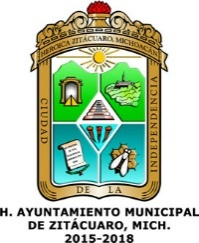 HEROICA ZITÁCUARO, MICHOACÁN
CIUDAD
DE LA
INDEPENDENCIA
H. AYUNTAMIENTO MUNICIPAL
DE ZITÁCUARO, MICH.
2015-2018